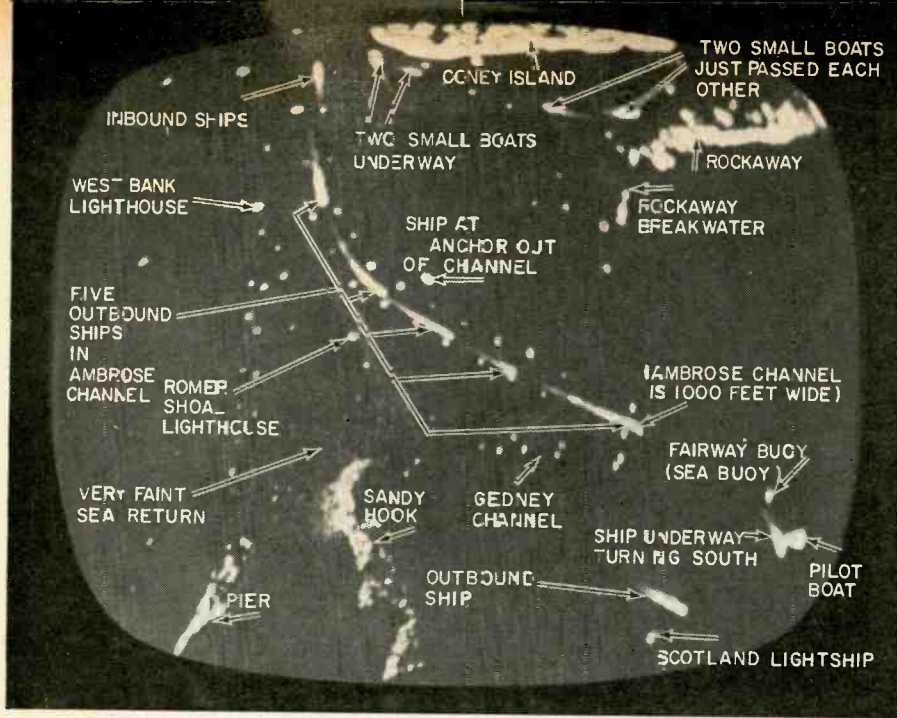 CONEY ISLAND
TWO SMALL BOATS
JUST PASSED EACH
OTHER
INBOUND SHIPS
TWO SMALL BOATS
UNDERWAY
ROCKAWAY
WEST BANK
LIGHTHOUSE
ROCKAWAY
BREAKWATER
SHIP AT
ANCHOR OUT
OF CHANNEL
FIVE
OUTBOUND
SHIPS
IN
AMBROSE
CHANNEL
ROMER
SHOAL
LIGHTHOUSE
(AMBROSE CHANNEL
IS 1000 FEET WIDE)
FAIRWAY BUOY
(SEA BUOY)
VERY FAINT
SEA RETURN
SANDY
HOOK
GEDNEY
CHANNEL
SHIP UNDERWAY
TURNING SOUTH
PILOT
BOAT
OUTBOUND
SHIP
PIER
SCOTLAND LIGHTSHIP